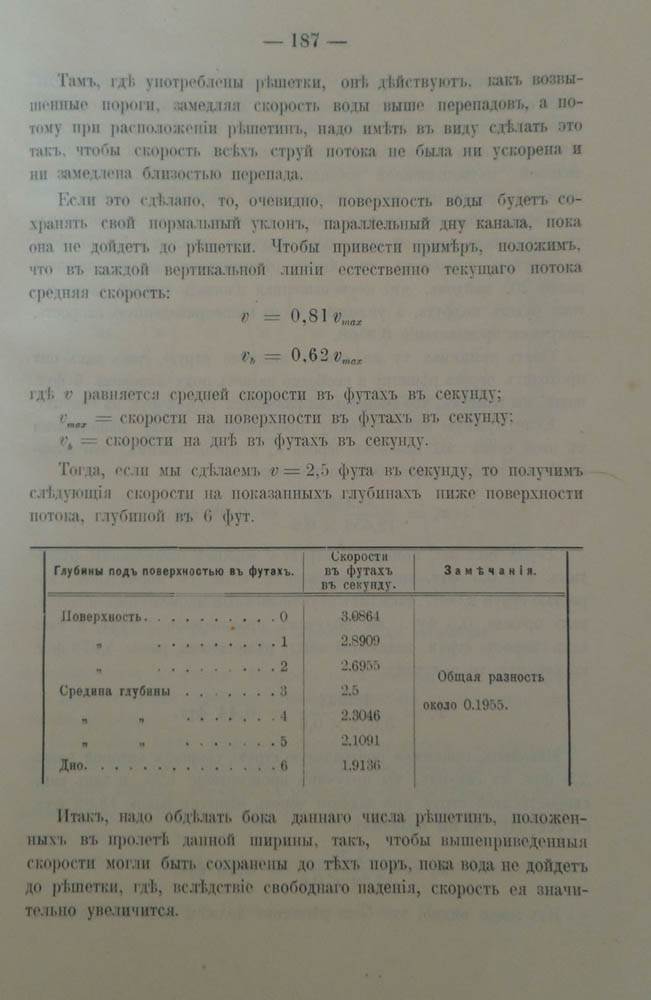 — 187 —
Тамъ, гдѣ употреблены рѣшетки, онѣ дѣйствуютъ, какъ возвы-
шенные пороги, замедляя скорость воды выше перепадовъ, а по-
тому при расположеніи рѣшетинъ, надо имѣть въ виду сдѣлать это
такъ, чтобы скорость всѣхъ струй потока не была ни ускорена и
ни замедлена близостью перепада.
Если это сдѣлано, то, очевидно, поверхность воды будетъ со-
хранять свой нормальный уклонъ, параллельный дну канала, пока
она не дойдетъ до рѣшетки. Чтобы привести примѣръ, положимъ,
что въ каждой вертикальной линіи естественно текущаго потока
средняя скорость:
v = 0,81 vmax
vb = 0,62 vmax
гдѣ v равняется средней скорости въ футахъ въ секунду;
vmax = скорости на поверхности въ футахъ въ секунду;
vb = скорости на днѣ въ футахъ въ секунду.
Тогда, если мы сдѣлаемъ v = 2,5 фута въ секунду, то получимъ
слѣдующія скорости на показанныхъ глубинахъ ниже поверхности
потока, глубиной въ 6 фут.
Глубины подъ поверхностью въ футахъ. Скорости въ футахъ въ секунду. Замѣчанія.
Поверхность. . . . . . . . . . . 0 3.0864
„ . . . . . . . . . . 1 2.8909
„ . . . . . . . . . . 2 2.6955
Средина глубины . . . . . . . 3 2.5
„ „ . . . . . . . 4 2.3046
„ „ . . . . . . . 5 2.1091
Дно. . . . . . . . . . . . . . . 6 1.9136
Общая разность
около 0.1955.
Итакъ, надо обдѣлать бока даннаго числа рѣшетинъ, положен-
ныхъ въ пролетѣ данной ширины, такъ, чтобы вышеприведенныя
скорости могли быть сохранены до тѣхъ поръ, пока вода не дойдетъ
до рѣшетки, гдѣ, вслѣдствіе свободнаго паденія, скорость ея значи-
тельно увеличится.